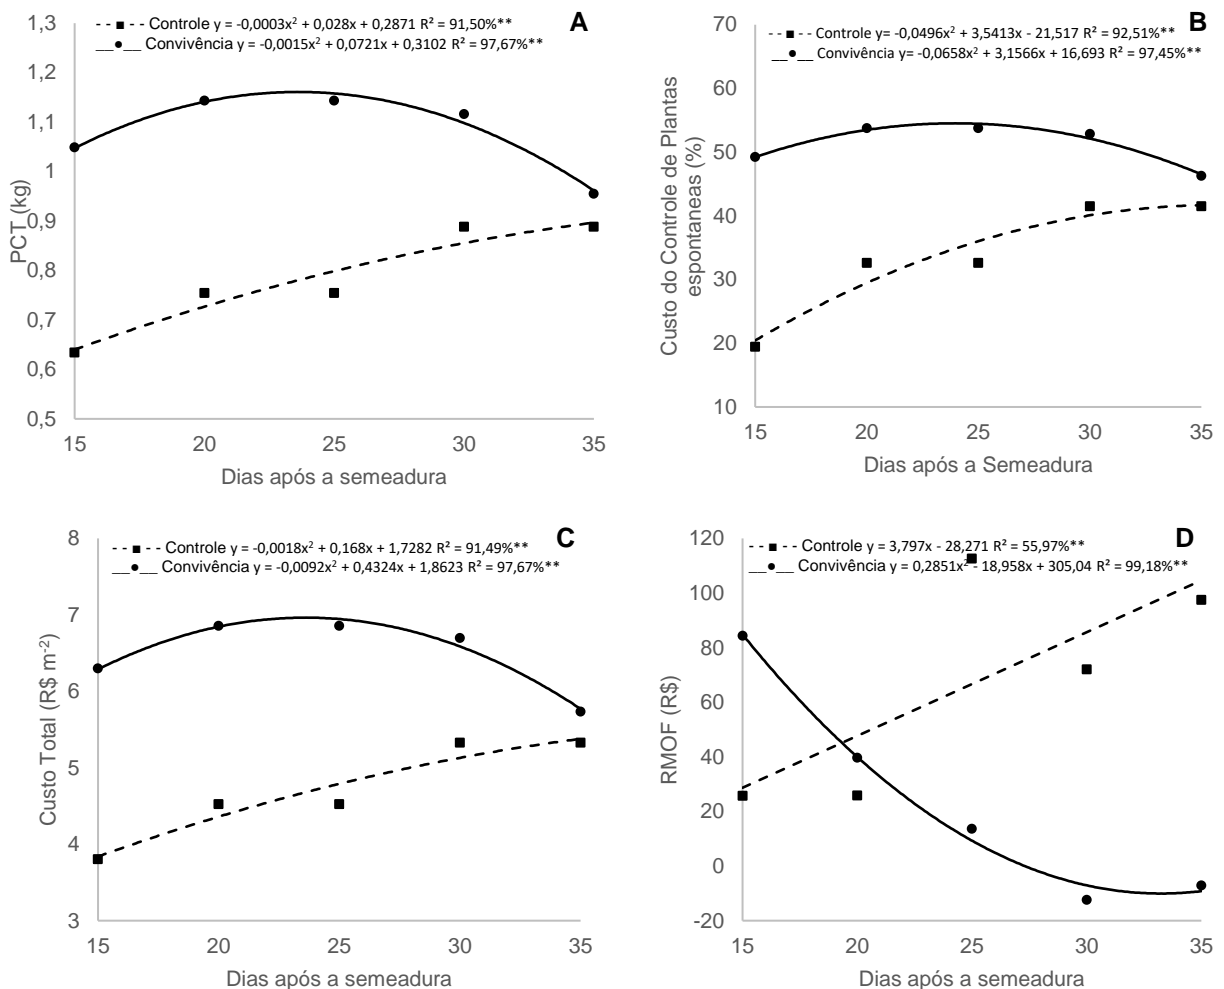 A
- - ■ - - Controle y = -0,0003x² + 0,028x + 0,2871 R² = 91,50%**
__●__ Convivência y = -0,0015x² + 0,0721x + 0,3102 R² = 97,67%**
1,3
1,2
1,1
1
0,9
0,8
0,7
0,6
0,5
PCT (kg)
15 20 25 30 35
Dias após a semeadura
B
- -■- - Controle y= -0,0496x² + 3,5413x - 21,517 R² = 92,51%**
__●__ Convivência y= -0,0658x² + 3,1566x + 16,693 R² = 97,45%**
70
60
50
40
30
20
10
Custo do Controle de Plantas
espontaneas (%)
15 20 25 30 35
Dias após a Semeadura
C
- - ■ - - Controle y = -0,0018x² + 0,168x + 1,7282 R² = 91,49%**
__●__ Convivência y = -0,0092x² + 0,4324x + 1,8623 R² = 97,67%**
8
7
6
5
4
3
Custo Total (R$ m⁻²)
15 20 25 30 35
Dias após a semeadura
D
- - ■ - - Controle y = 3,797x - 28,271 R² = 55,97%**
__●__ Convivência y = 0,2851x² - 18,958x + 305,04 R² = 99,18%**
120
100
80
60
40
20
0
-20
RMOF (R$)
15 20 25 30 35
Dias após a semeadura